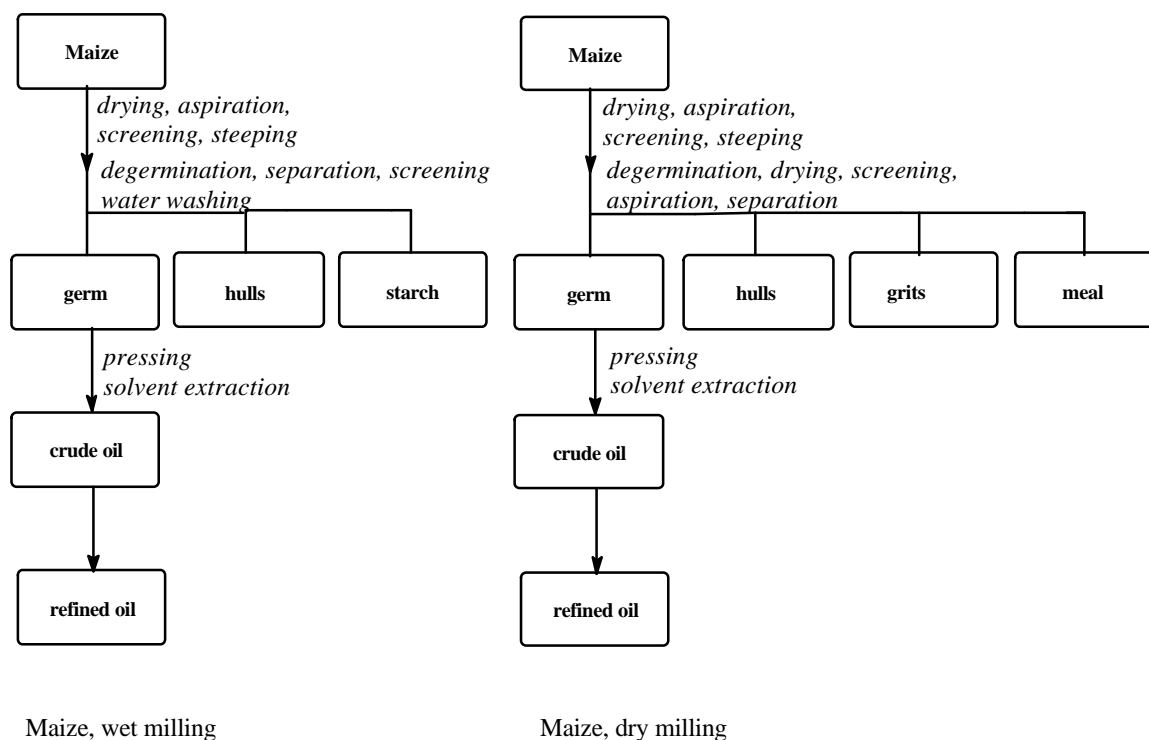 Maize
drying, aspiration,
screening, steeping
degermination, separation, screening
water washing
germ
hulls
starch
pressing
solvent extraction
crude oil
refined oil
Maize, wet milling
Maize
drying, aspiration,
screening, steeping
degermination, drying, screening,
aspiration, separation
germ
hulls
grits
meal
pressing
solvent extraction
crude oil
refined oil
Maize, dry milling